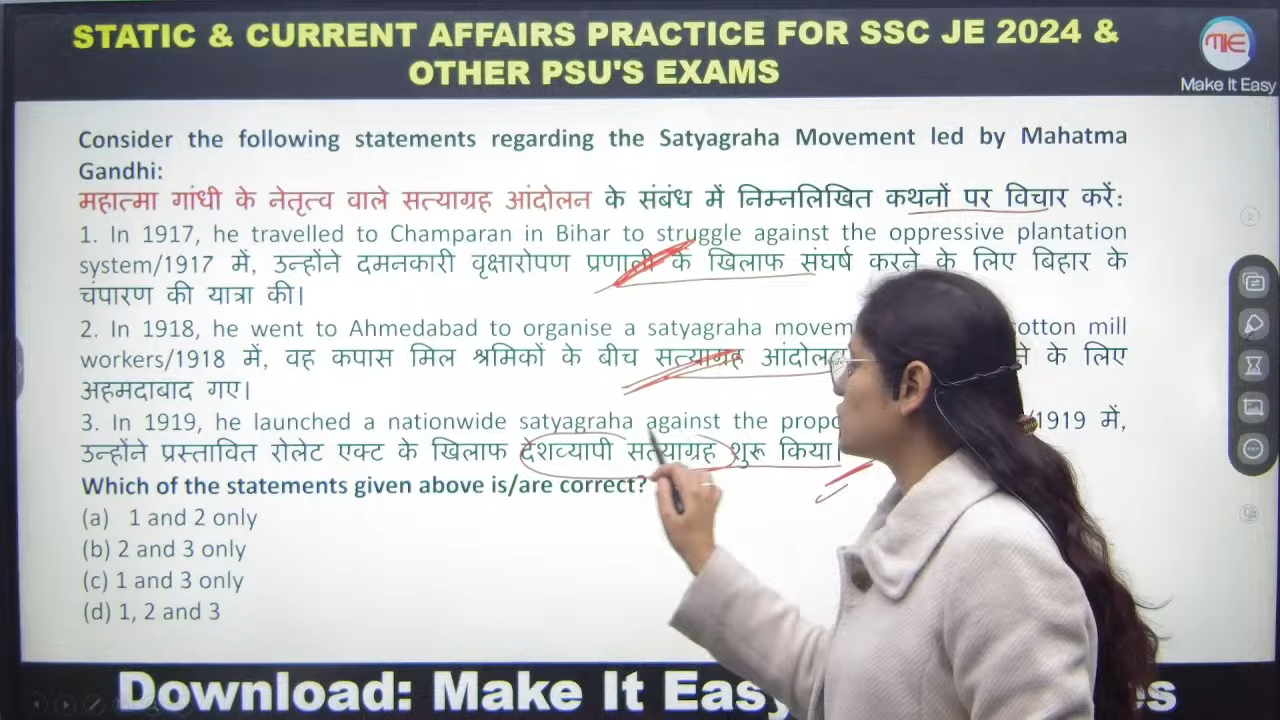 STATIC & CURRENT AFFAIRS PRACTICE FOR SSC JE 2024 &
OTHER PSU'S EXAMS
MIE
Make It Easy
Consider the following statements regarding the Satyagraha Movement led by Mahatma
Gandhi:
महात्मा गांधी के नेतृत्व वाले सत्याग्रह आंदोलन के संबंध में निम्नलिखित कथनों पर विचार करें:
1. In 1917, he travelled to Champaran in Bihar to struggle against the oppressive plantation
system/1917 में, उन्होंने दमनकारी वृक्षारोपण प्रणाली के खिलाफ संघर्ष करने के लिए बिहार के
चंपारण की यात्रा की।
2. In 1918, he went to Ahmedabad to organise a satyagraha cotton mill
workers/1918 में, वह कपास मिल श्रमिकों के बीच सत्याग्रह के लिए
अहमदाबाद गए।
3. In 1919, he launched a nationwide satyagraha against the /1919 में,
उन्होंने प्रस्तावित रोलेट एक्ट के खिलाफ देशव्यापी सत्याग्रह शुरू किया।
Which of the statements given above is/are correct?
(a) 1 and 2 only
(b) 2 and 3 only
(c) 1 and 3 only
(d) 1, 2 and 3
Download: Make It Easy